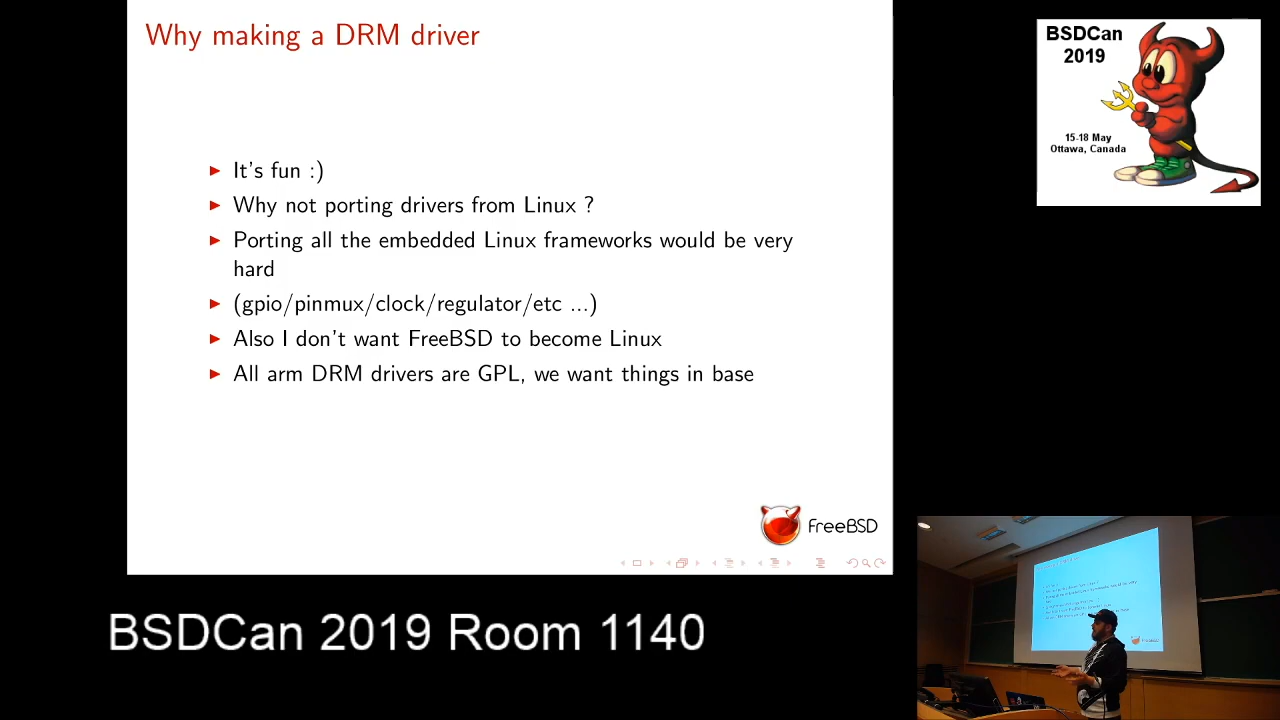 Why making a DRM driver
It's fun :)
Why not porting drivers from Linux ?
Porting all the embedded Linux frameworks would be very
hard
(gpio/pinmux/clock/regulator/etc ...)
Also I don't want FreeBSD to become Linux
All arm DRM drivers are GPL, we want things in base
FreeBSD
BSDCan
2019
15-18 May
Ottawa, Canada
BSDCan 2019 Room 1140